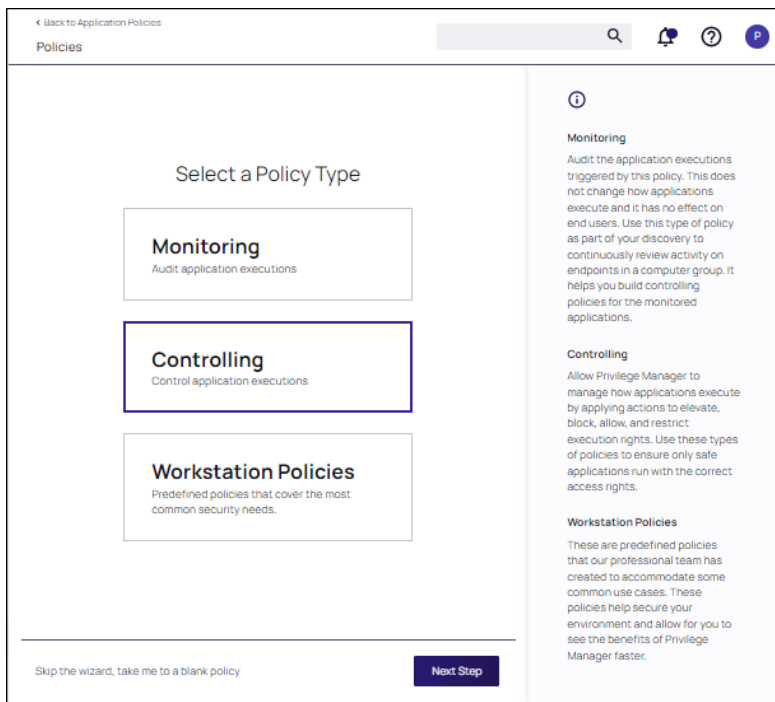 Back to Application Policies
Policies
P
Select a Policy Type
Monitoring
Audit application executions
Controlling
Control application executions
Workstation Policies
Predefined policies that cover the most
common security needs.
Skip the wizard, take me to a blank policy
Next Step
Monitoring
Audit the application executions
triggered by this policy. This does
not change how applications
execute and it has no effect on
end users. Use this type of policy
as part of your discovery to
continuously review activity on
endpoints in a computer group. It
helps you build controlling
policies for the monitored
applications.
Controlling
Allow Privilege Manager to
manage how applications execute
by applying actions to elevate,
block, allow, and restrict
execution rights. Use these types
of policies to ensure only safe
applications run with the correct
access rights.
Workstation Policies
These are predefined policies
that our professional team has
created to accommodate some
common use cases. These
policies help secure your
environment and allow for you to
see the benefits of Privilege
Manager faster.